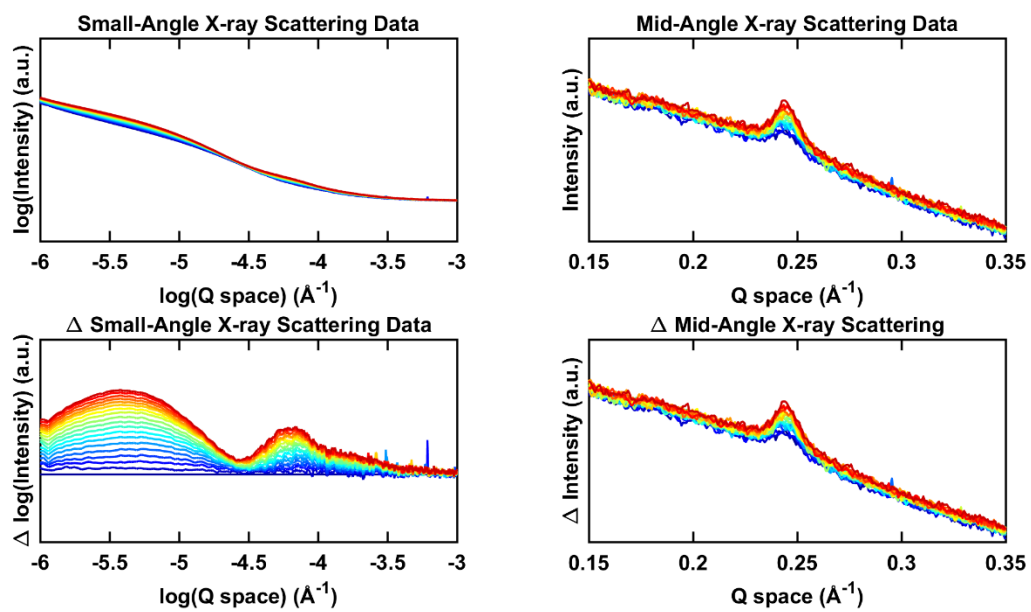 Small-Angle X-ray Scattering Data
log(Intensity) (a.u.)
-6 -5.5 -5 -4.5 -4 -3.5 -3
log(Q space) (Å⁻¹)
Mid-Angle X-ray Scattering Data
Intensity (a.u.)
0.15 0.2 0.25 0.3 0.35
Q space (Å⁻¹)
Δ Small-Angle X-ray Scattering Data
Δ log(Intensity) (a.u.)
-6 -5.5 -5 -4.5 -4 -3.5 -3
log(Q space) (Å⁻¹)
Δ Mid-Angle X-ray Scattering
Δ Intensity (a.u.)
0.15 0.2 0.25 0.3 0.35
Q space (Å⁻¹)